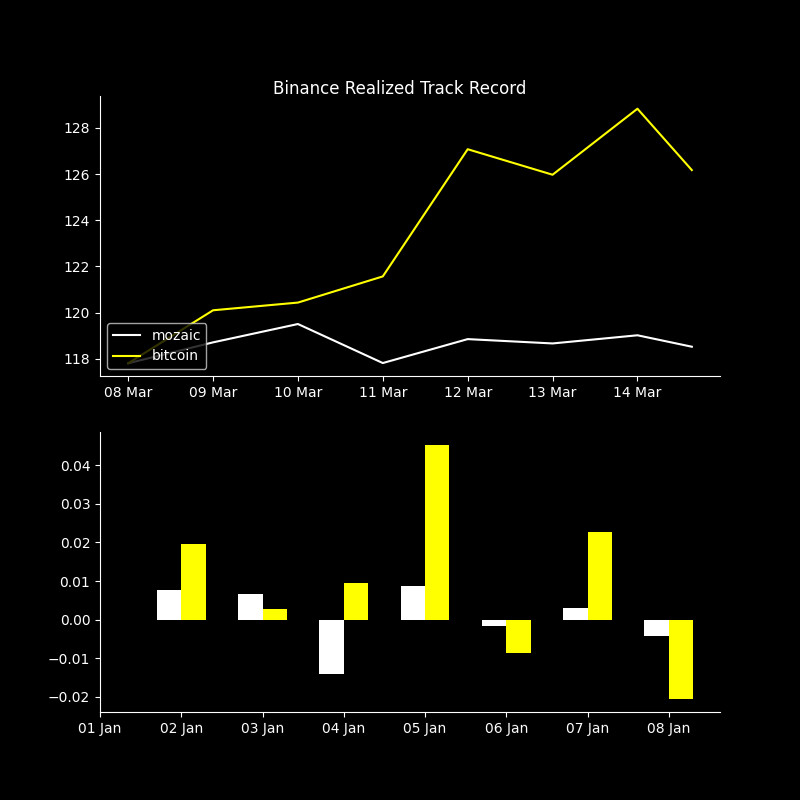 Binance Realized Track Record
128
126
124
122
120
118
mozaic
bitcoin
08 Mar 09 Mar 10 Mar 11 Mar 12 Mar 13 Mar 14 Mar
0.04
0.03
0.02
0.01
0.00
−0.01
−0.02
01 Jan 02 Jan 03 Jan 04 Jan 05 Jan 06 Jan 07 Jan 08 Jan